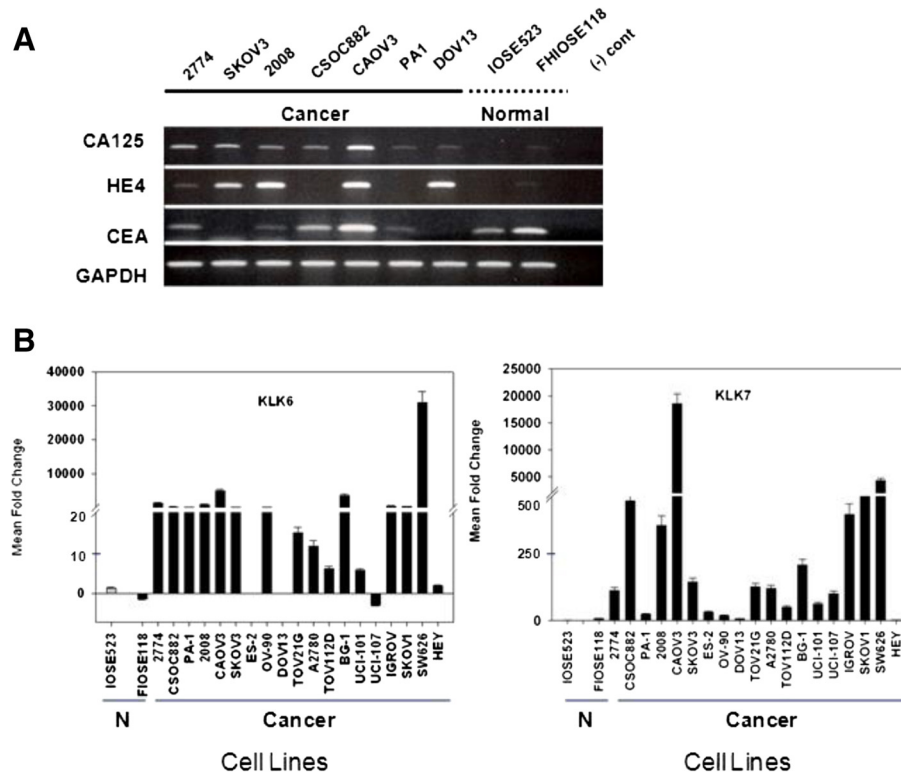 A
2774 SKOV3 2008 CSOC882 CAOV3 PA1 DOV13 IOSE523 FHIOSE118 (-) cont
Cancer Normal
CA125
HE4
CEA
GAPDH
B
40000
30000
20000
10000
20
10
0
Mean Fold Change
KLK6
IOSE523 FIOSE118 2774 CSOC882 PA-1 2008 CAOV3 SKOV3 ES-2 OV-90 DOV13 TOV21G A2780 TOV112D BG-1 UCI-101 UCI-107 IGROV SKOV1 SW626 HEY
N Cancer
Cell Lines
25000
20000
15000
10000
5000
500
250
0
Mean Fold Change
KLK7
IOSE523 FIOSE118 2774 CSOC882 PA-1 2008 CAOV3 SKOV3 ES-2 OV-90 DOV13 TOV21G A2780 TOV112D BG-1 UCI-101 UCI-107 IGROV SKOV1 SW626 HEY
N Cancer
Cell Lines